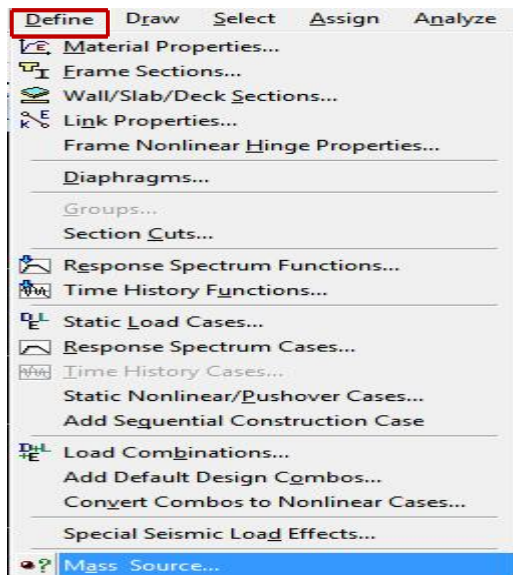 Define Draw Select Assign Analyze
Material Properties...
Frame Sections...
Wall/Slab/Deck Sections...
Link Properties...
Frame Nonlinear Hinge Properties...
Diaphragms...
Groups...
Section Cuts...
Response Spectrum Functions...
Time History Functions...
Static Load Cases...
Response Spectrum Cases...
Time History Cases...
Static Nonlinear/Pushover Cases...
Add Sequential Construction Case
Load Combinations...
Add Default Design Combos...
Convert Combos to Nonlinear Cases...
Special Seismic Load Effects...
Mass Source...